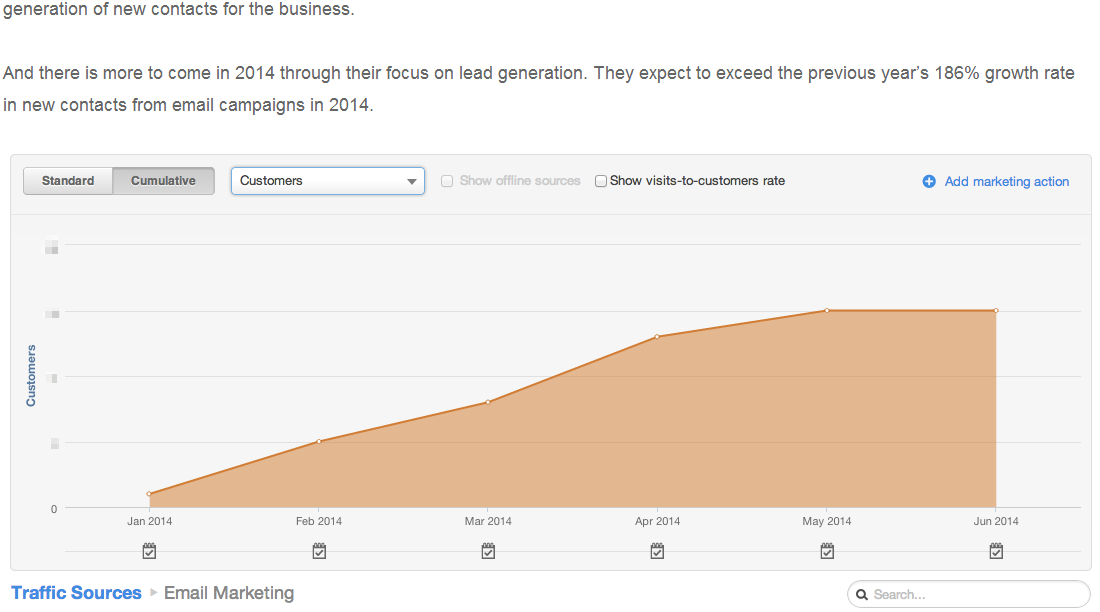 generation of new contacts for the business.
And there is more to come in 2014 through their focus on lead generation. They expect to exceed the previous year’s 186% growth rate
in new contacts from email campaigns in 2014.
Standard Cumulative Customers Show offline sources Show visits-to-customers rate Add marketing action
Customers
0
Jan 2014 Feb 2014 Mar 2014 Apr 2014 May 2014 Jun 2014
Traffic Sources Email Marketing Search...